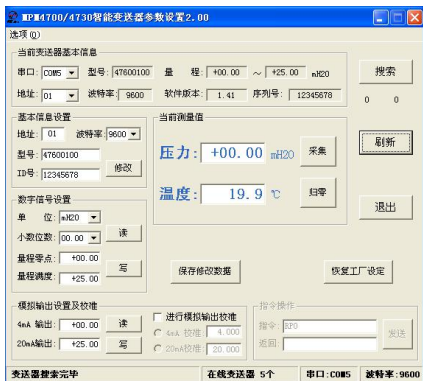 MPM4700/4730智能变送器参数设置2.00
选项(O)
当前变送器基本信息
串口: COM5 型号: 47600100 量 程: +00.00 ～ +25.00 mH2O
地址: 01 波特率: 9600 软件版本: 1.41 序列号: 12345678
搜索
0 0
基本信息设置
地址: 01 波特率: 9600
型号: 47600100
ID号: 12345678
修改
当前测量值
压力: +00.00 mH2O 采集
温度: 19.9 ℃ 归零
刷新
退出
数字信号设置
单 位: mH2O
小数位数: 00.00 读
量程零点: +00.00
量程满度: +25.00 写
保存修改数据
恢复工厂设定
模拟输出设置及校准
4mA 输出: +00.00 读
20mA输出: +25.00 写
进行模拟输出校准
4mA 校准 4.000
20mA校准 20.000
指令操作
指令: RPO
返回:
发送
变送器搜索完毕 在线变送器 5个 串口:COM5 波特率:9600